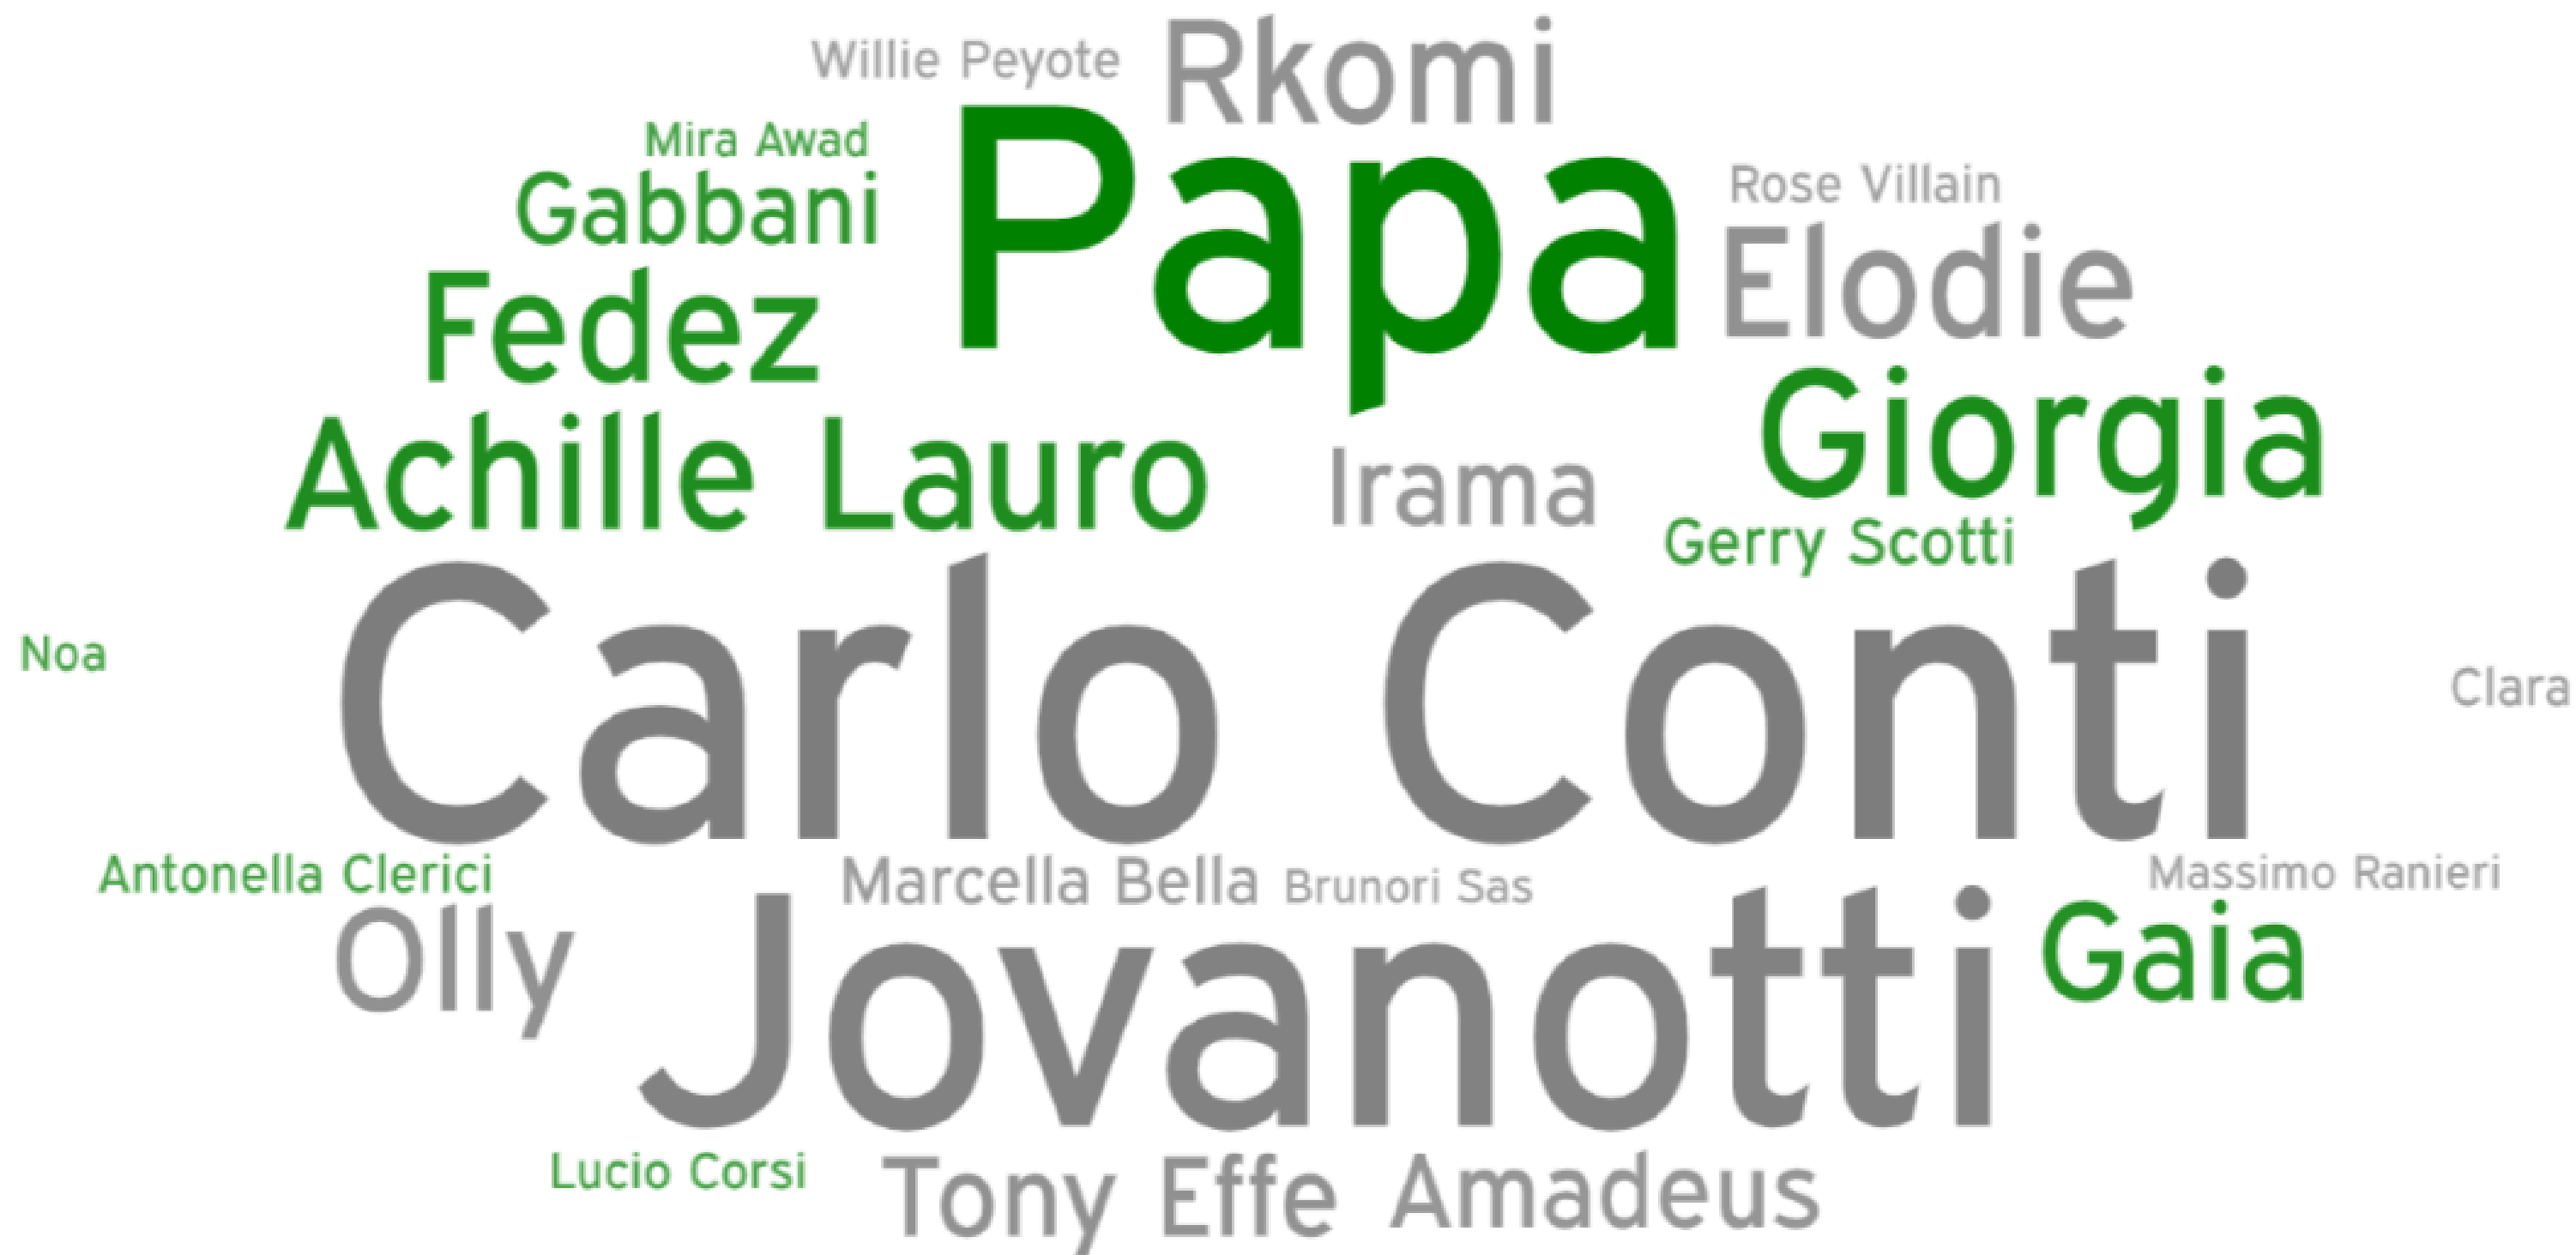 Willie Peyote
Rkomi
Mira Awad
Papa
Gabbani
Rose Villain
Elodie
Fedez
Giorgia
Achille Lauro
Irama
Gerry Scotti
Carlo Conti
Noa
Clara
Antonella Clerici
Marcella Bella
Brunori Sas
Massimo Ranieri
Olly
Jovanotti
Gaia
Lucio Corsi
Tony Effe
Amadeus